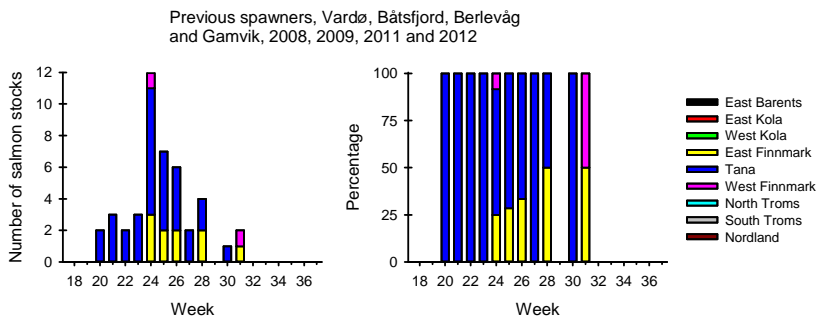 Previous spawners, Vardø, Båtsfjord, Berlevåg
and Gamvik, 2008, 2009, 2011 and 2012
Number of salmon stocks
12
10
8
6
4
2
0
18 20 22 24 26 28 30 32 34 36
Week
Percentage
100
75
50
25
0
18 20 22 24 26 28 30 32 34 36
Week
East Barents
East Kola
West Kola
East Finnmark
Tana
West Finnmark
North Troms
South Troms
Nordland